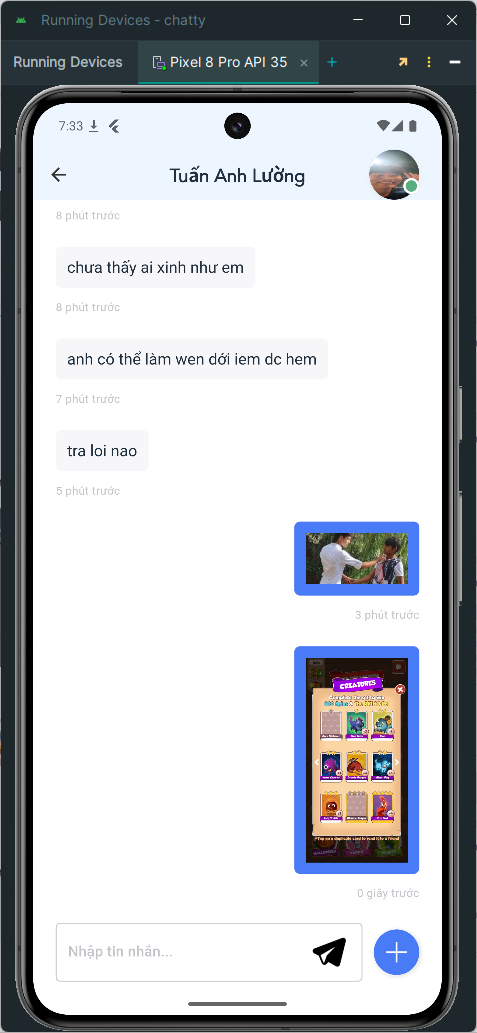 Running Devices - chatty
Running Devices
Pixel 8 Pro API 35
7:33
Tuấn Anh Lường
8 phút trước
chưa thấy ai xinh như em
8 phút trước
anh có thể làm wen dới iem dc hem
7 phút trước
tra loi nao
5 phút trước
3 phút trước
CREATURES
0 giây trước
Nhập tin nhắn...